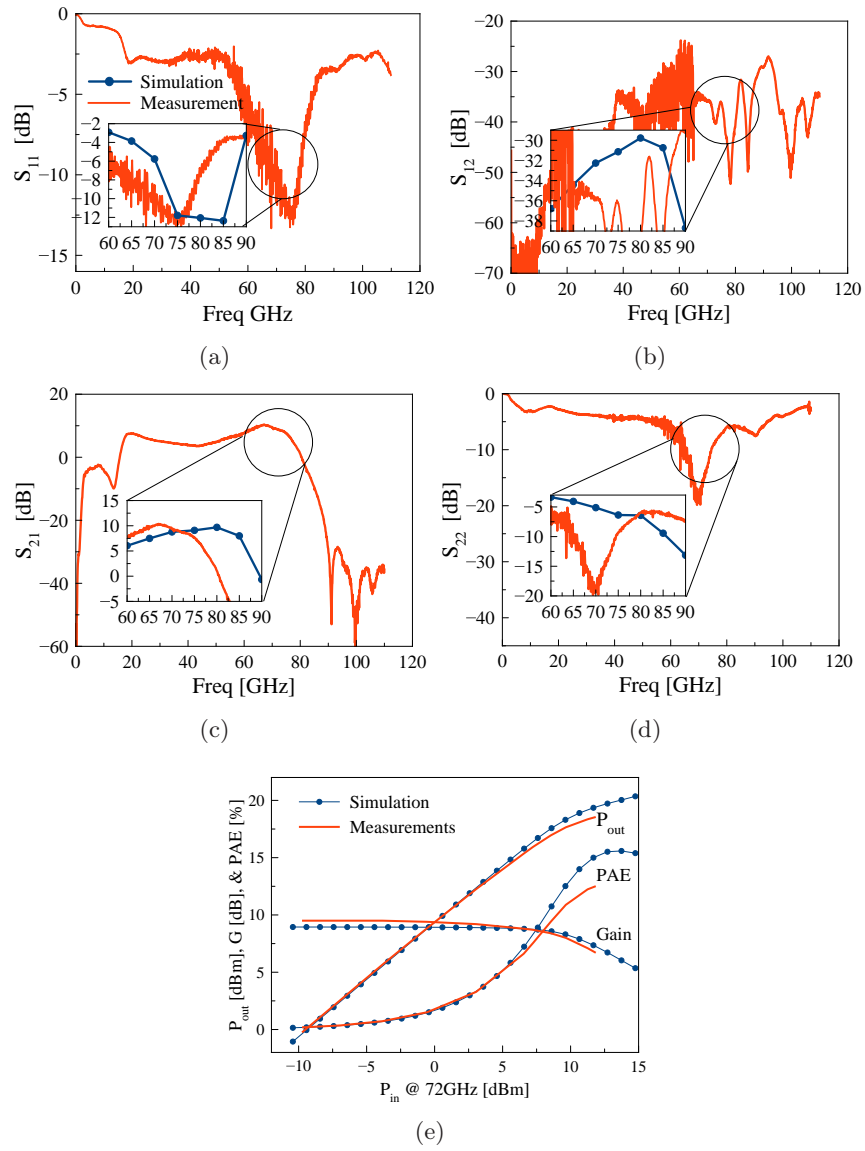 0
−5
−10
−15
S11 [dB]
Simulation
Measurement
−2
−4
−6
−8
−10
−12
60 65 70 75 80 85 90
0 20 40 60 80 100 120
Freq GHz
(a)
−20
−30
−40
−50
−60
−70
S12 [dB]
−30
−32
−34
−36
−38
60 65 70 75 80 85 90
0 20 40 60 80 100 120
Freq [GHz]
(b)
20
10
0
−20
−40
−60
S21 [dB]
15
10
5
0
−5
60 65 70 75 80 85 90
0 20 40 60 80 100 120
Freq [GHz]
(c)
0
−10
−20
−30
−40
S22 [dB]
−5
−10
−15
−20
60 65 70 75 80 85 90
0 20 40 60 80 100 120
Freq [GHz]
(d)
20
15
10
5
0
Pout [dBm], G [dB], & PAE [%]
Simulation
Measurements
Pout
PAE
Gain
−10 −5 0 5 10 15
Pin @ 72GHz [dBm]
(e)